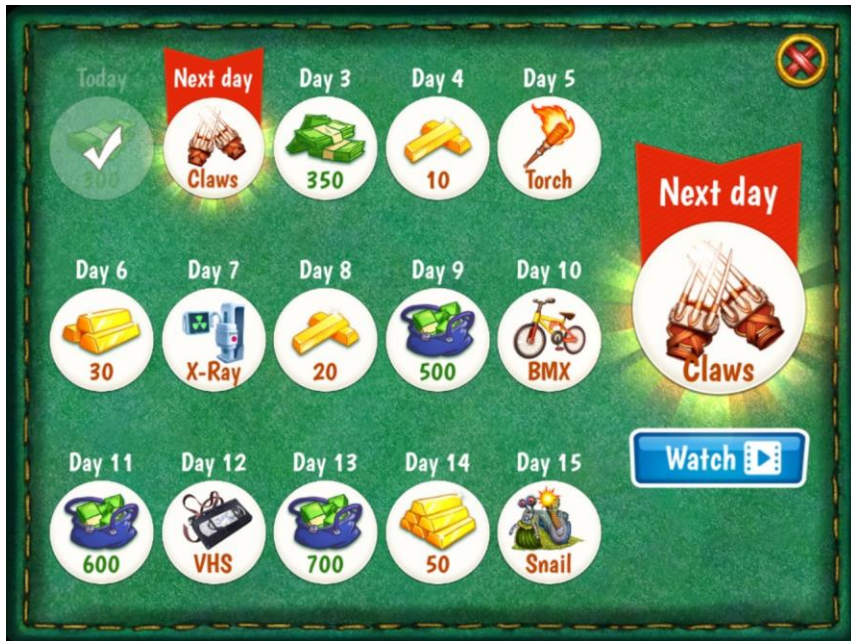 Today
Next day
Day 3
Day 4
Day 5
300
Claws
350
10
Torch
Next day
Claws
Watch
Day 6
Day 7
Day 8
Day 9
Day 10
30
X-Ray
20
500
BMX
Day 11
Day 12
Day 13
Day 14
Day 15
600
VHS
700
50
Snail